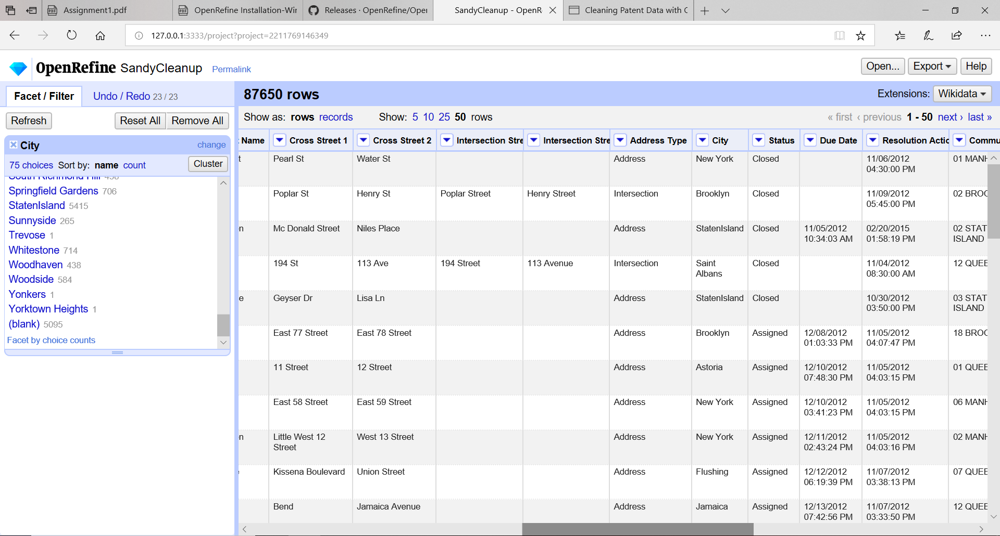 Assignment1.pdf
OpenRefine Installation-Wir
Releases · OpenRefine/Oper
SandyCleanup - OpenR
Cleaning Patent Data with
127.0.0.1:3333/project?project=2211769146349
OpenRefine SandyCleanup Permalink
Open... Export Help
Facet / Filter Undo / Redo 23 / 23
87650 rows
Extensions: Wikidata
Refresh Reset All Remove All
Show as: rows records Show: 5 10 25 50 rows
« first ‹ previous 1 - 50 next › last »
City change
75 choices Sort by: name count Cluster
South Richmond Hill 458
Springfield Gardens 706
StatenIsland 5415
Sunnyside 265
Trevose 1
Whitestone 714
Woodhaven 438
Woodside 584
Yonkers 1
Yorktown Heights 1
(blank) 5095
Facet by choice counts
Name Cross Street 1 Cross Street 2 Intersection Stre Intersection Stre Address Type City Status Due Date Resolution Actic Commu
t Pearl St Water St Address New York Closed 11/06/2012 01 MANH
04:30:00 PM
Poplar St Henry St Poplar Street Henry Street Intersection Brooklyn Closed 11/09/2012 02 BROO
05:45:00 PM
n Mc Donald Street Niles Place Address StatenIsland Closed 11/05/2012 02/20/2015 02 STAT
10:34:03 AM 01:58:19 PM ISLAND
194 St 113 Ave 194 Street 113 Avenue Intersection Saint Closed 11/04/2012 12 QUEE
Albans 08:30:00 AM
e Geyser Dr Lisa Ln Address StatenIsland Closed 10/30/2012 03 STAT
03:50:00 PM ISLAND
East 77 Street East 78 Street Address Brooklyn Assigned 12/08/2012 11/05/2012 18 BROO
01:03:33 PM 04:07:47 PM
11 Street 12 Street Address Astoria Assigned 12/10/2012 11/05/2012 01 QUEE
07:48:30 PM 04:03:15 PM
East 58 Street East 59 Street Address New York Assigned 12/10/2012 11/05/2012 06 MANH
03:41:23 PM 04:03:15 PM
n Little West 12 West 13 Street Address New York Assigned 12/11/2012 11/05/2012 02 MANH
Street 02:43:24 PM 04:03:16 PM
Kissena Boulevard Union Street Address Flushing Assigned 12/12/2012 11/07/2012 07 QUEE
06:19:39 PM 03:38:13 PM
Bend Jamaica Avenue Address Jamaica Assigned 12/13/2012 11/07/2012 12 QUEE
07:42:56 PM 03:33:50 PM